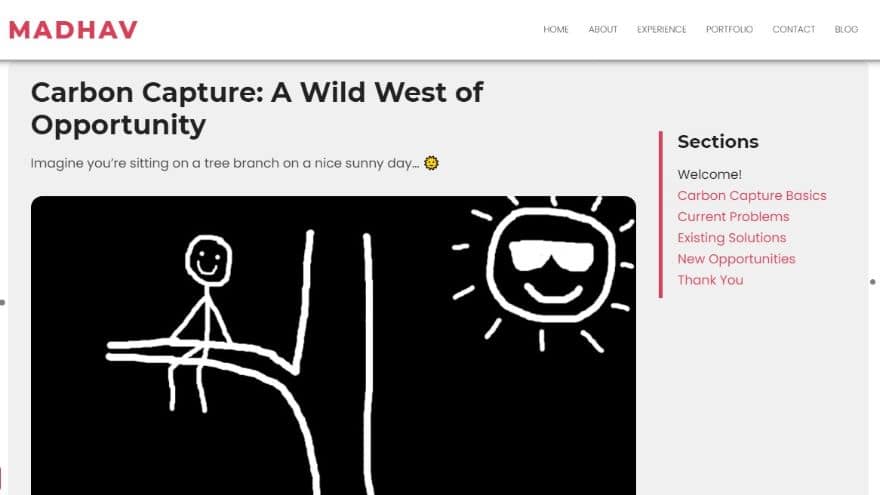 MADHAV
HOME ABOUT EXPERIENCE PORTFOLIO CONTACT BLOG
Carbon Capture: A Wild West of
Opportunity
Imagine you’re sitting on a tree branch on a nice sunny day... 🌞
Sections
Welcome!
Carbon Capture Basics
Current Problems
Existing Solutions
New Opportunities
Thank You